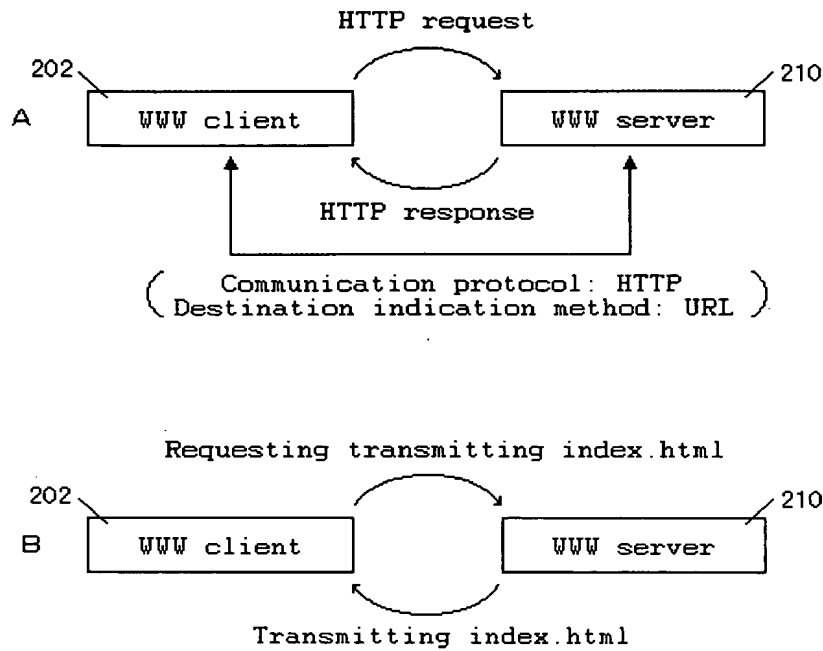 HTTP request
202
210
A
WWW client
WWW server
HTTP response
(Communication protocol: HTTP
Destination indication method: URL)
Requesting transmitting index.html
202
210
B
WWW client
WWW server
Transmitting index.html